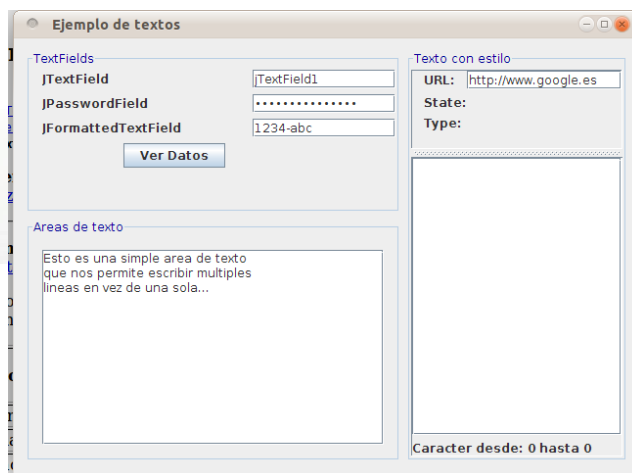 Ejemplo de textos
TextFields
JTextField
jTextField1
JPasswordField
•••••••••••••••
JFormattedTextField
1234-abc
Ver Datos
Areas de texto
Esto es una simple area de texto
que nos permite escribir multiples
lineas en vez de una sola...
Texto con estilo
URL: http://www.google.es
State:
Type:
Caracter desde: 0 hasta 0